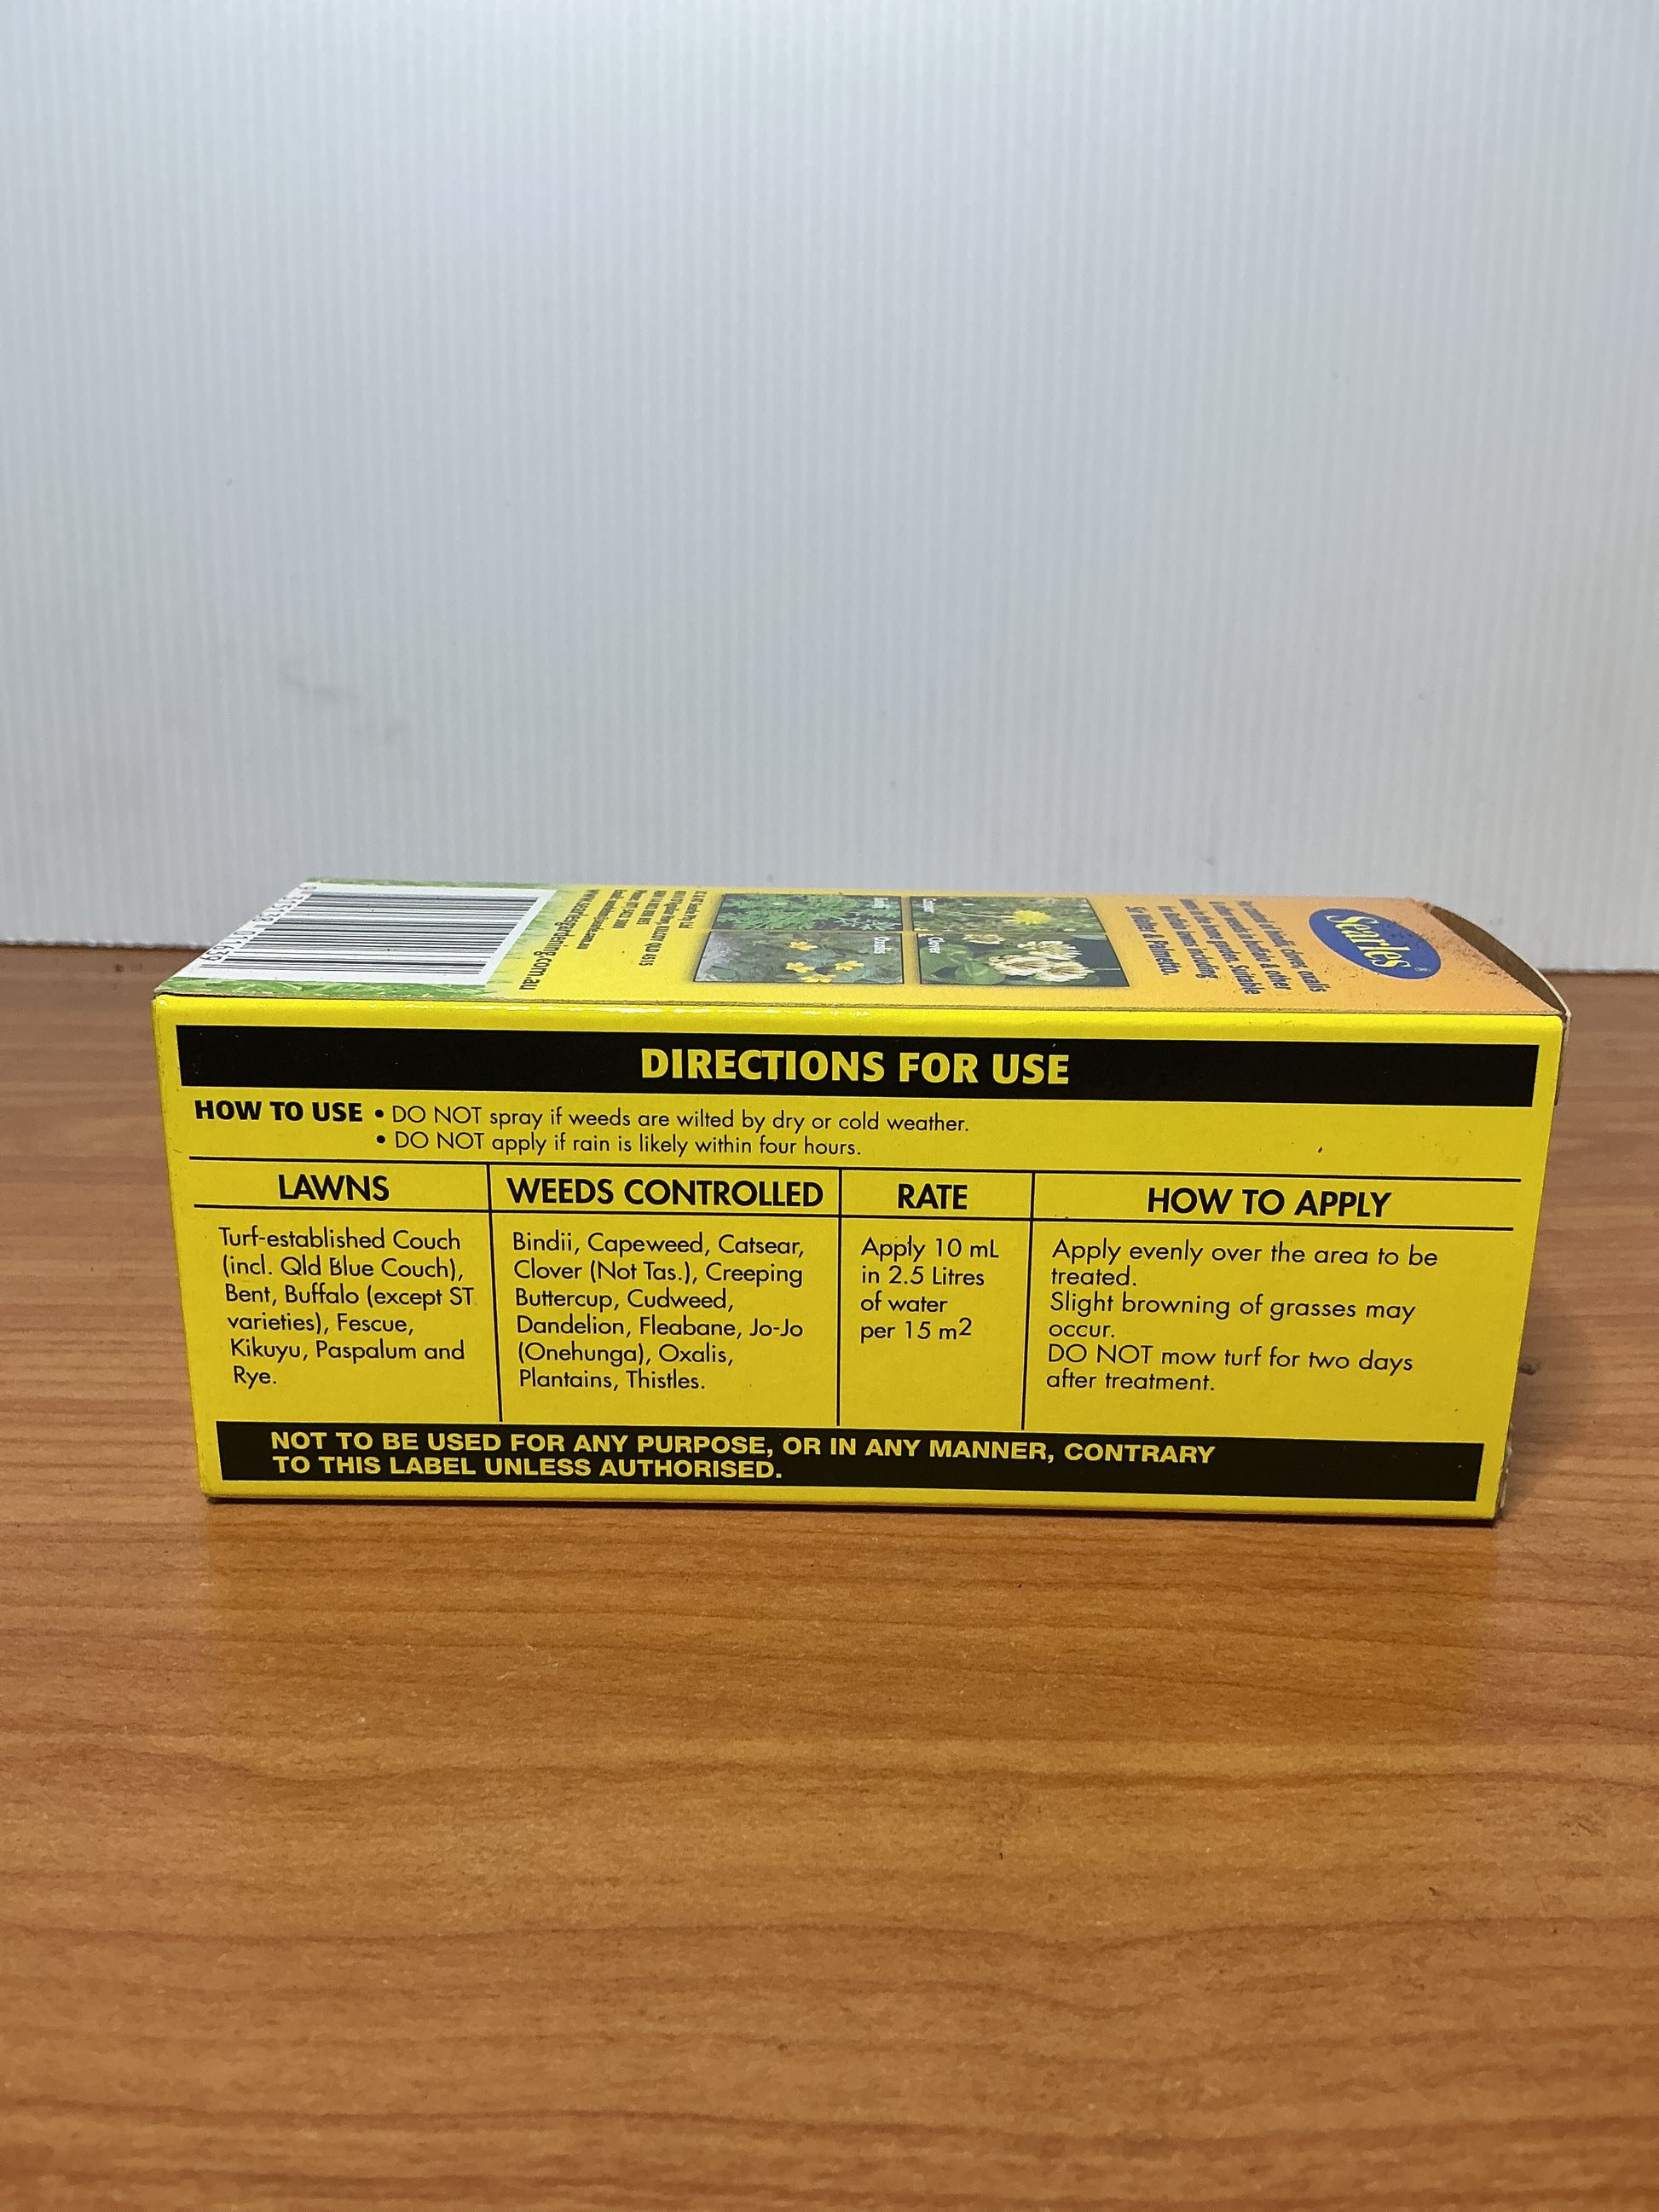 Searles
www.searlesgardening.com.au
DIRECTIONS FOR USE
HOW TO USE • DO NOT spray if weeds are wilted by dry or cold weather.
• DO NOT apply if rain is likely within four hours.
LAWNS
Turf-established Couch
(incl. Qld Blue Couch),
Bent, Buffalo (except ST
varieties), Fescue,
Kikuyu, Paspalum and
Rye.
WEEDS CONTROLLED
Bindii, Capeweed, Catsear,
Clover (Not Tas.), Creeping
Buttercup, Cudweed,
Dandelion, Fleabane, Jo-Jo
(Onehunga), Oxalis,
Plantains, Thistles.
RATE
Apply 10 mL
in 2.5 Litres
of water
per 15 m2
HOW TO APPLY
Apply evenly over the area to be
treated.
Slight browning of grasses may
occur.
DO NOT mow turf for two days
after treatment.
NOT TO BE USED FOR ANY PURPOSE, OR IN ANY MANNER, CONTRARY
TO THIS LABEL UNLESS AUTHORISED.